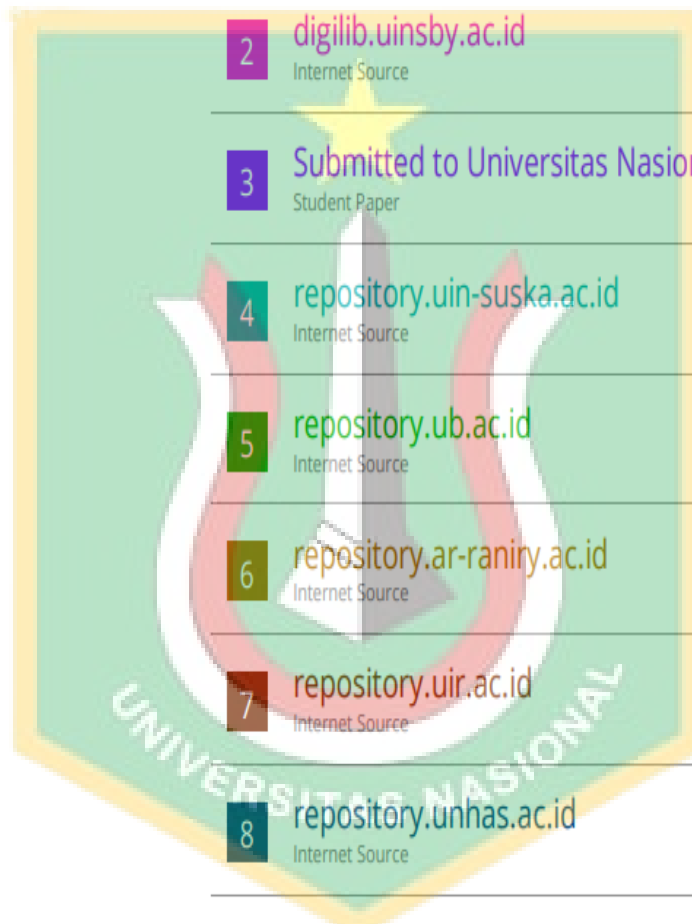 2
digilib.uinsby.ac.id
Internet Source
3
Submitted to Universitas
Student Paper
4
repository.uin-suska.ac.id
Internet Source
5
repository.ub.ac.id
Internet Source
6
repository.ar-raniry.ac.id
Internet Source
7
repository.uir.ac.id
Internet Source
8
repository.unhas.ac.id
Internet Source
UNIVERSITAS NASIONAL